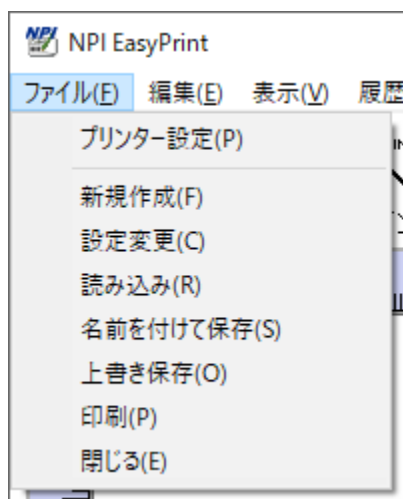 NPI EasyPrint
ファイル(F) 編集(E) 表示(V) 履歴
プリンター設定(P)
新規作成(F)
設定変更(C)
読み込み(R)
名前を付けて保存(S)
上書き保存(O)
印刷(P)
閉じる(E)